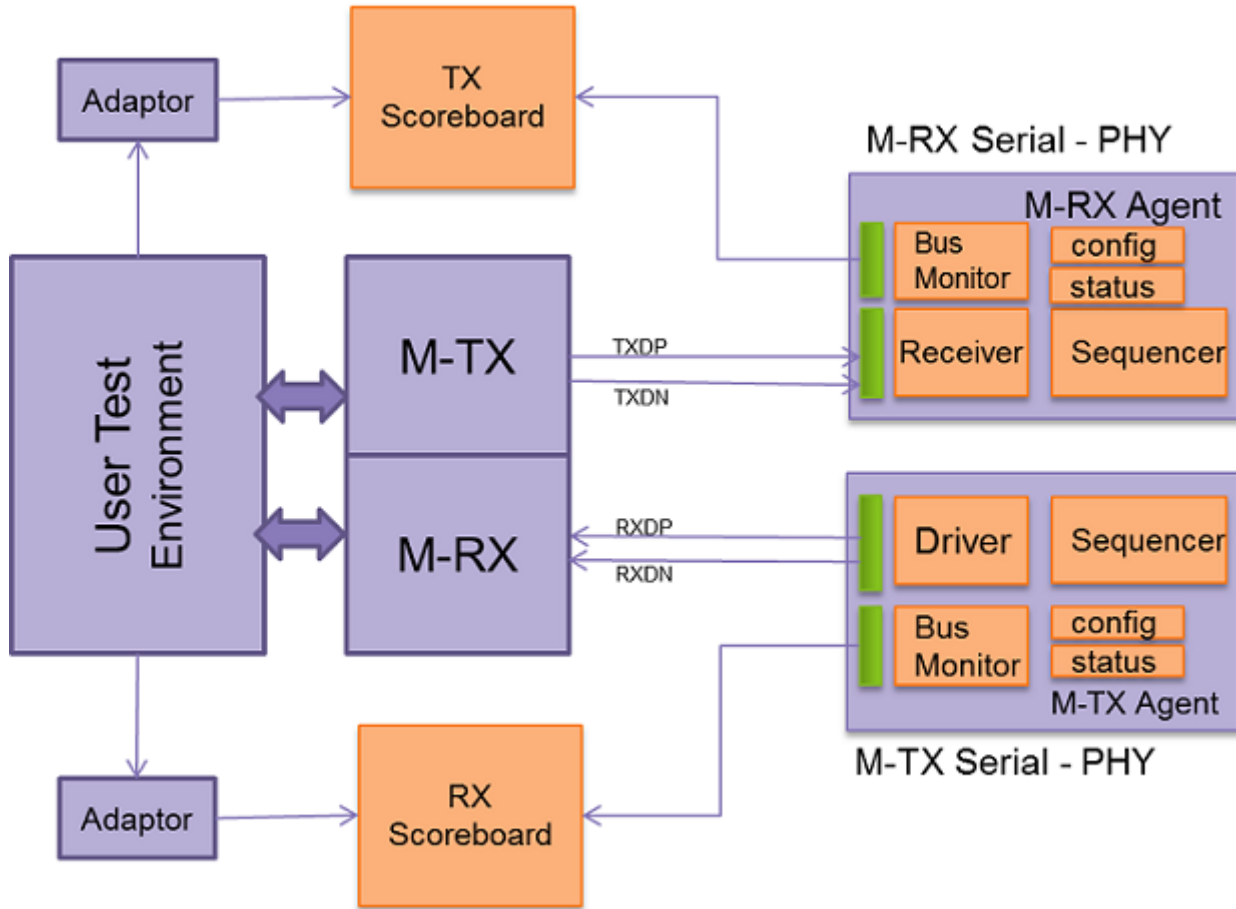 Adaptor
TX
Scoreboard
M-RX Serial - PHY
M-RX Agent
Bus
Monitor
config
status
Receiver
Sequencer
User Test
Environment
M-TX
TXDP
TXDN
M-RX
RXDP
RXDN
Driver
Sequencer
Bus
Monitor
config
status
M-TX Agent
M-TX Serial - PHY
Adaptor
RX
Scoreboard